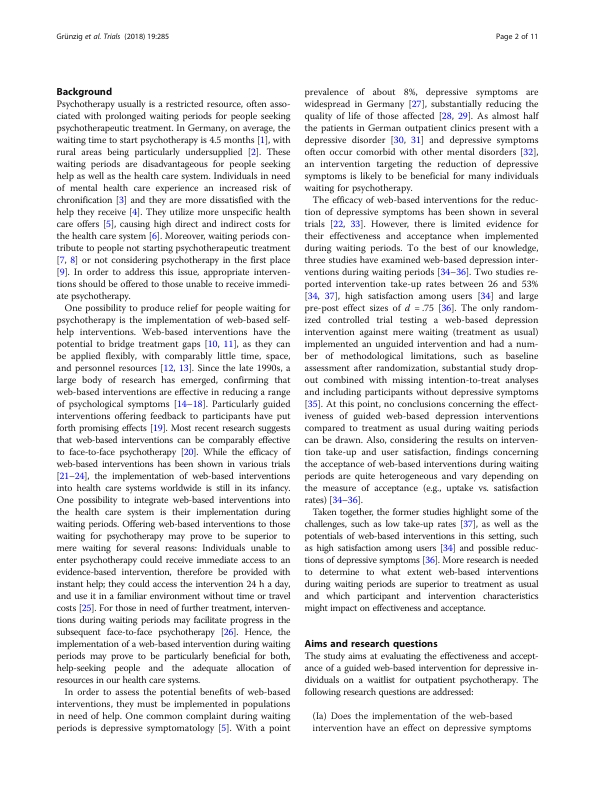 Grünzig et al. Trials (2018) 19:285
Page 2 of 11
Background
Psychotherapy usually is a restricted resource, often asso-
ciated with prolonged waiting periods for people seeking
psychotherapeutic treatment. In Germany, on average, the
waiting time to start psychotherapy is 4.5 months [1], with
rural areas being particularly undersupplied [2]. These
waiting periods are disadvantageous for people seeking
help as well as the health care system. Individuals in need
of mental health care experience an increased risk of
chronification [3] and they are more dissatisfied with the
help they receive [4]. They utilize more unspecific health
care offers [5], causing high direct and indirect costs for
the health care system [6]. Moreover, waiting periods con-
tribute to people not starting psychotherapeutic treatment
[7, 8] or not considering psychotherapy in the first place
[9]. In order to address this issue, appropriate interven-
tions should be offered to those unable to receive immedi-
ate psychotherapy.
One possibility to produce relief for people waiting for
psychotherapy is the implementation of web-based self-
help interventions. Web-based interventions have the
potential to bridge treatment gaps [10, 11], as they can
be applied flexibly, with comparably little time, space,
and personnel resources [12, 13]. Since the late 1990s, a
large body of research has emerged, confirming that
web-based interventions are effective in reducing a range
of psychological symptoms [14–18]. Particularly guided
interventions offering feedback to participants have put
forth promising effects [19]. Most recent research suggests
that web-based interventions can be comparably effective
to face-to-face psychotherapy [20]. While the efficacy of
web-based interventions has been shown in various trials
[21–24], the implementation of web-based interventions
into health care systems worldwide is still in its infancy.
One possibility to integrate web-based interventions into
the health care system is their implementation during
waiting periods. Offering web-based interventions to those
waiting for psychotherapy may prove to be superior to
mere waiting for several reasons: Individuals unable to
enter psychotherapy could receive immediate access to an
evidence-based intervention, therefore be provided with
instant help; they could access the intervention 24 h a day,
and use it in a familiar environment without time or travel
costs [25]. For those in need of further treatment, interven-
tions during waiting periods may facilitate progress in the
subsequent face-to-face psychotherapy [26]. Hence, the
implementation of a web-based intervention during waiting
periods may prove to be particularly beneficial for both,
help-seeking people and the adequate allocation of
resources in our health care systems.
In order to assess the potential benefits of web-based
interventions, they must be implemented in populations
in need of help. One common complaint during waiting
periods is depressive symptomatology [5]. With a point
prevalence of about 8%, depressive symptoms are
widespread in Germany [27], substantially reducing the
quality of life of those affected [28, 29]. As almost half
the patients in German outpatient clinics present with a
depressive disorder [30, 31] and depressive symptoms
often occur comorbid with other mental disorders [32],
an intervention targeting the reduction of depressive
symptoms is likely to be beneficial for many individuals
waiting for psychotherapy.
The efficacy of web-based interventions for the reduc-
tion of depressive symptoms has been shown in several
trials [22, 33]. However, there is limited evidence for
their effectiveness and acceptance when implemented
during waiting periods. To the best of our knowledge,
three studies have examined web-based depression inter-
ventions during waiting periods [34–36]. Two studies re-
ported intervention take-up rates between 26 and 53%
[34, 37], high satisfaction among users [34] and large
pre-post effect sizes of d = .75 [36]. The only random-
ized controlled trial testing a web-based depression
intervention against mere waiting (treatment as usual)
implemented an unguided intervention and had a num-
ber of methodological limitations, such as baseline
assessment after randomization, substantial study drop-
out combined with missing intention-to-treat analyses
and including participants without depressive symptoms
[35]. At this point, no conclusions concerning the effect-
iveness of guided web-based depression interventions
compared to treatment as usual during waiting periods
can be drawn. Also, considering the results on interven-
tion take-up and user satisfaction, findings concerning
the acceptance of web-based interventions during waiting
periods are quite heterogeneous and vary depending on
the measure of acceptance (e.g., uptake vs. satisfaction
rates) [34–36].
Taken together, the former studies highlight some of the
challenges, such as low take-up rates [37], as well as the
potentials of web-based interventions in this setting, such
as high satisfaction among users [34] and possible reduc-
tions of depressive symptoms [36]. More research is needed
to determine to what extent web-based interventions
during waiting periods are superior to treatment as usual
and which participant and intervention characteristics
might impact on effectiveness and acceptance.
Aims and research questions
The study aims at evaluating the effectiveness and accept-
ance of a guided web-based intervention for depressive in-
dividuals on a waitlist for outpatient psychotherapy. The
following research questions are addressed:
(Ia) Does the implementation of the web-based
intervention have an effect on depressive symptoms